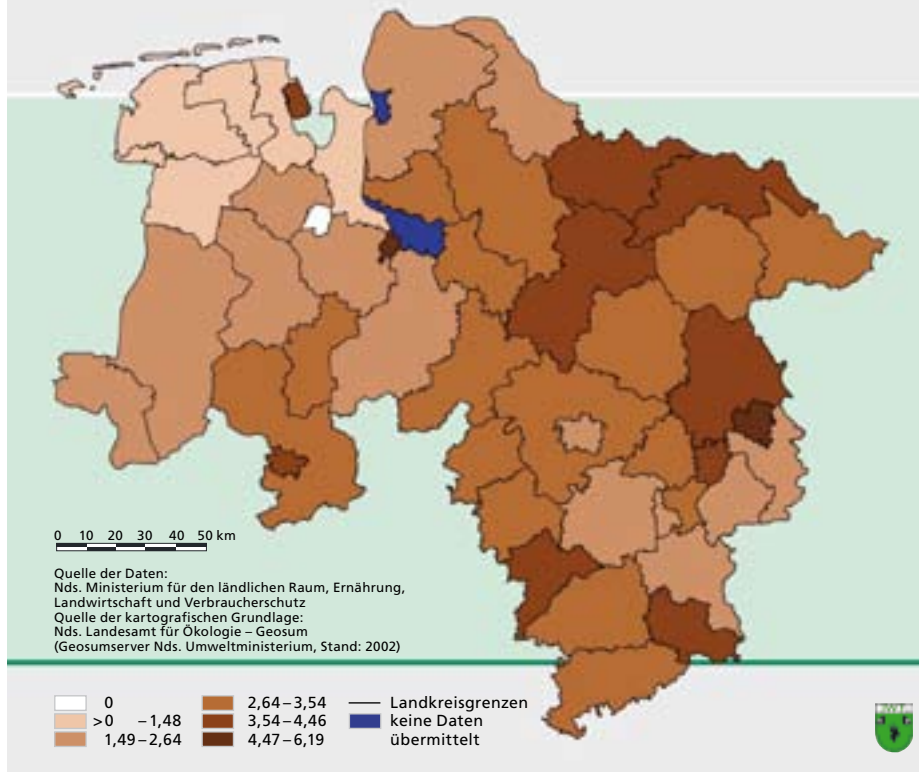 0 10 20 30 40 50 km
Quelle der Daten:
Nds. Ministerium für den ländlichen Raum, Ernährung,
Landwirtschaft und Verbraucherschutz
Quelle der kartografischen Grundlage:
Nds. Landesamt für Ökologie – Geosum
(Geosumserver Nds. Umweltministerium, Stand: 2002)
0
>0 –1,48
1,49–2,64
2,64–3,54
3,54–4,46
4,47–6,19
Landkreisgrenzen
keine Daten
übermittelt